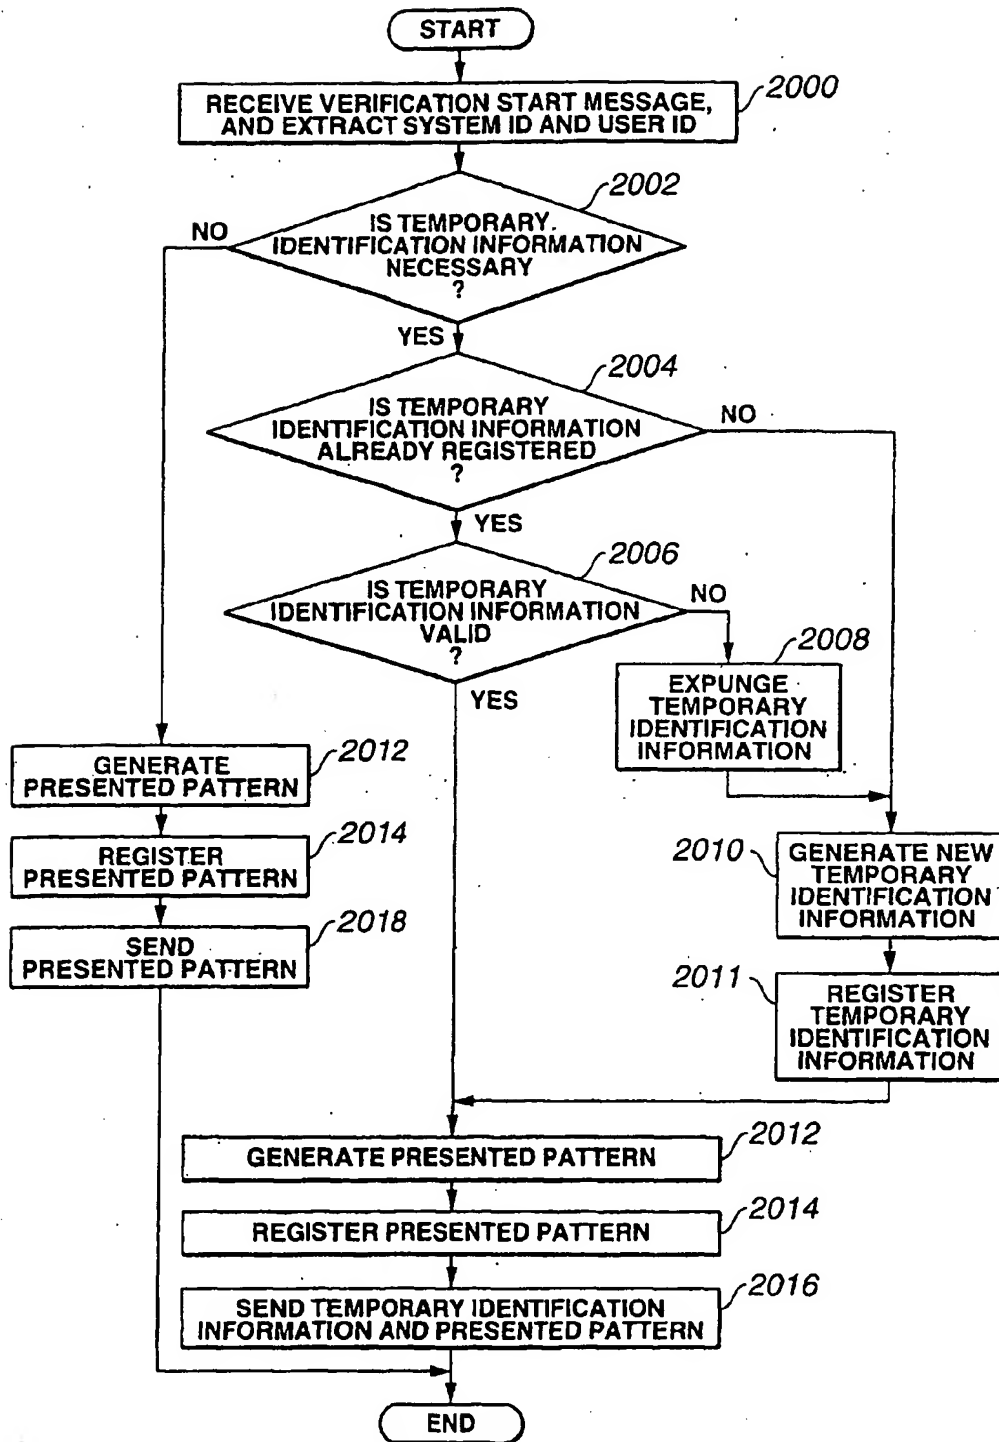 START
RECEIVE VERIFICATION START MESSAGE,
AND EXTRACT SYSTEM ID AND USER ID
2000
2002
IS TEMPORARY.
IDENTIFICATION INFORMATION
NECESSARY
?
NO
YES
2004
IS TEMPORARY
IDENTIFICATION INFORMATION
ALREADY REGISTERED
?
NO
YES
2006
IS TEMPORARY
IDENTIFICATION INFORMATION
VALID
?
NO
YES
2008
EXPUNGE
TEMPORARY
IDENTIFICATION
INFORMATION
GENERATE
PRESENTED PATTERN
2012
REGISTER
PRESENTED PATTERN
2014
SEND
PRESENTED PATTERN
2018
2010
GENERATE NEW
TEMPORARY
IDENTIFICATION
INFORMATION
2011
REGISTER
TEMPORARY
IDENTIFICATION
INFORMATION
GENERATE PRESENTED PATTERN
2012
REGISTER PRESENTED PATTERN
2014
SEND TEMPORARY IDENTIFICATION
INFORMATION AND PRESENTED PATTERN
2016
END